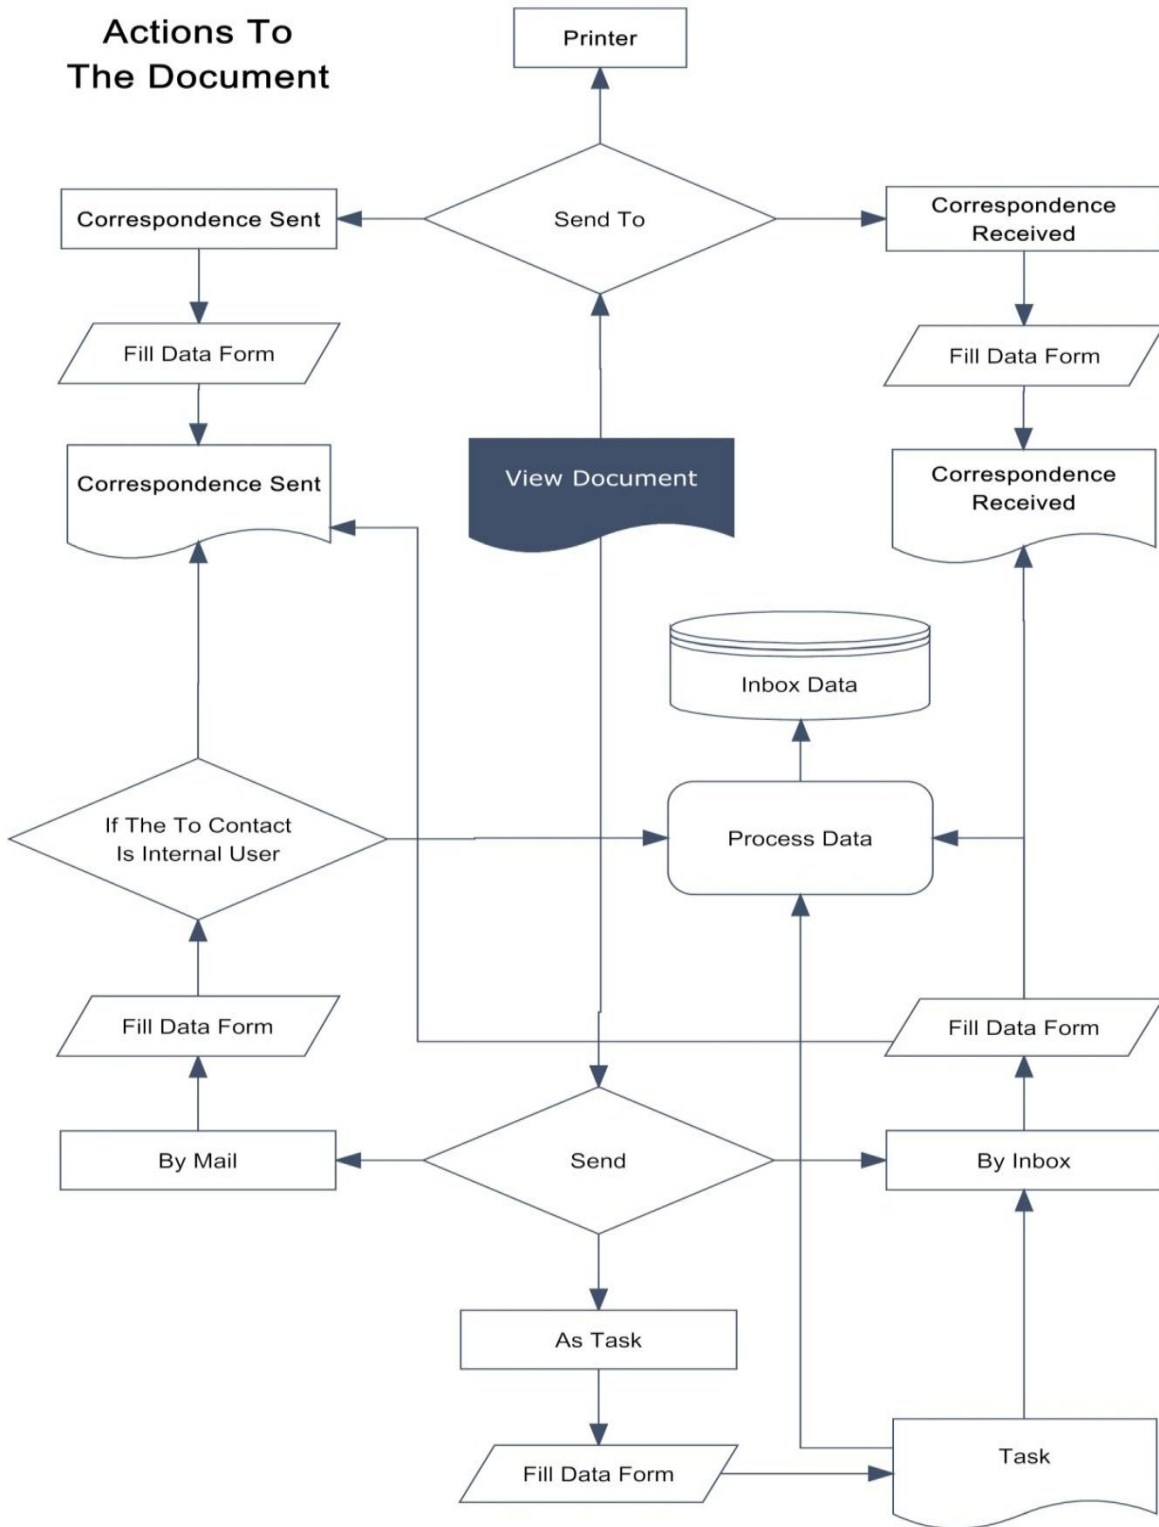 Actions To
The Document
Printer
Send To
Correspondence Sent
Correspondence
Received
Fill Data Form
Fill Data Form
Correspondence Sent
View Document
Correspondence
Received
Inbox Data
If The To Contact
Is Internal User
Process Data
Fill Data Form
Fill Data Form
By Mail
Send
By Inbox
As Task
Fill Data Form
Task